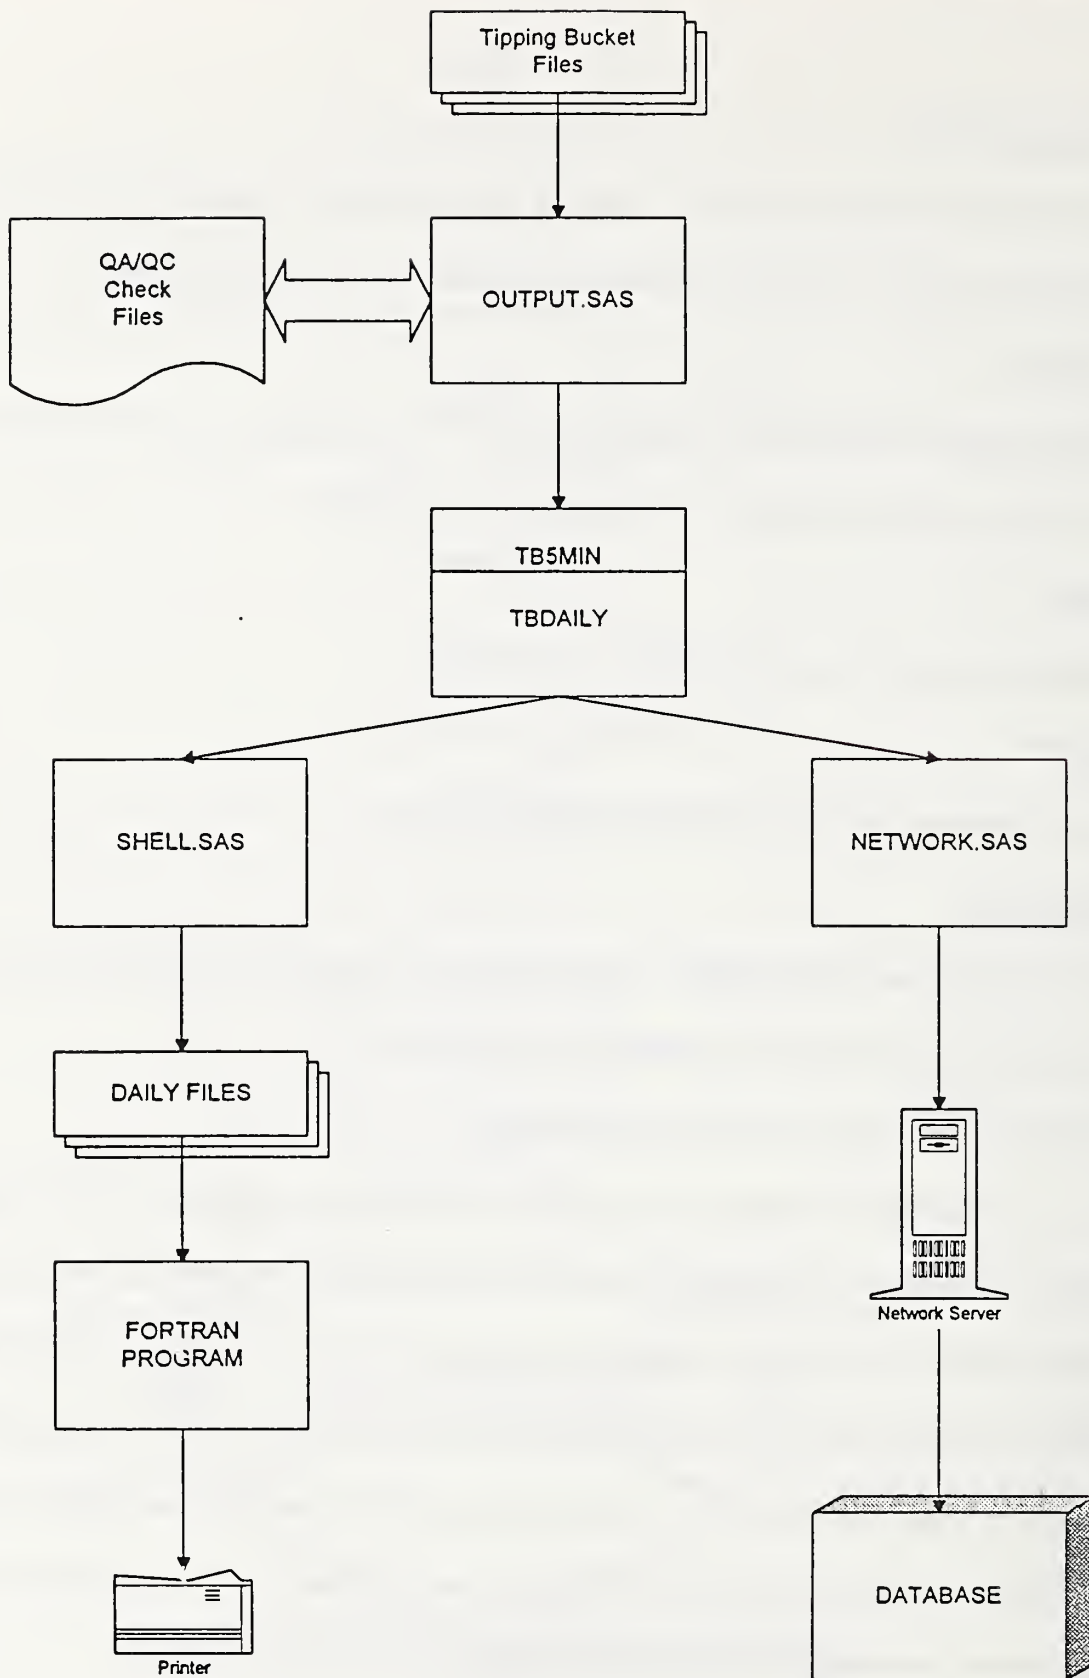 Tipping Bucket
Files
QA/QC
Check
Files
OUTPUT.SAS
TB5MIN
TBDAILY
SHELL.SAS
NETWORK.SAS
DAILY FILES
Network Server
FORTRAN
PROGRAM
DATABASE
Printer